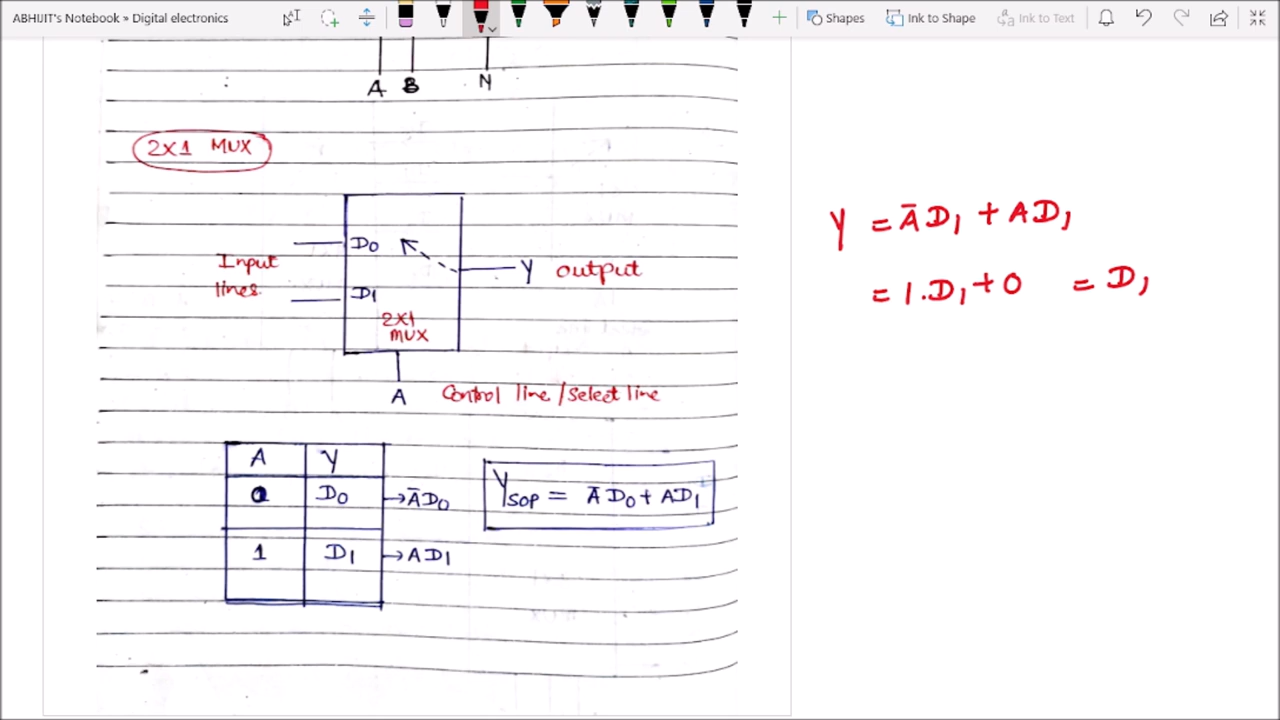 ABHIJIT's Notebook » Digital electronics
Shapes
Ink to Shape
Ink to Text
A B N
2X1 MUX
D0
Input lines.
Y output
D1
2X1 MUX
A Control line/Select line
A Y
0 D0 →ĀD0
1 D1 →AD1
YSOP = ĀD0 + AD1
Y = ĀD1 + AD1
= 1.D1 + 0 = D1